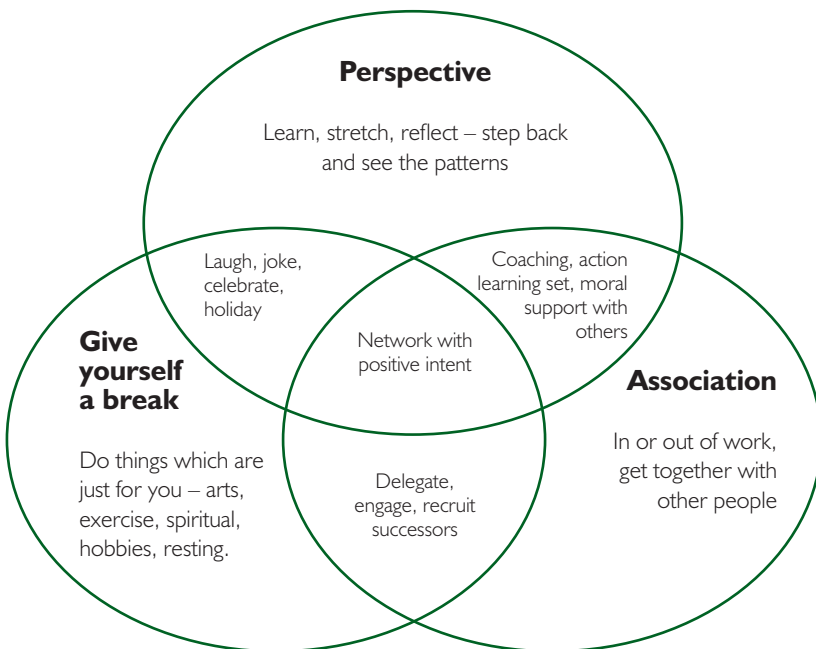 Perspective
Learn, stretch, reflect – step back
and see the patterns
Laugh, joke,
celebrate,
holiday
Coaching, action
learning set, moral
support with
others
Network with
positive intent
Give
yourself
a break
Do things which are
just for you – arts,
exercise, spiritual,
hobbies, resting.
Association
In or out of work,
get together with
other people
Delegate,
engage, recruit
successors